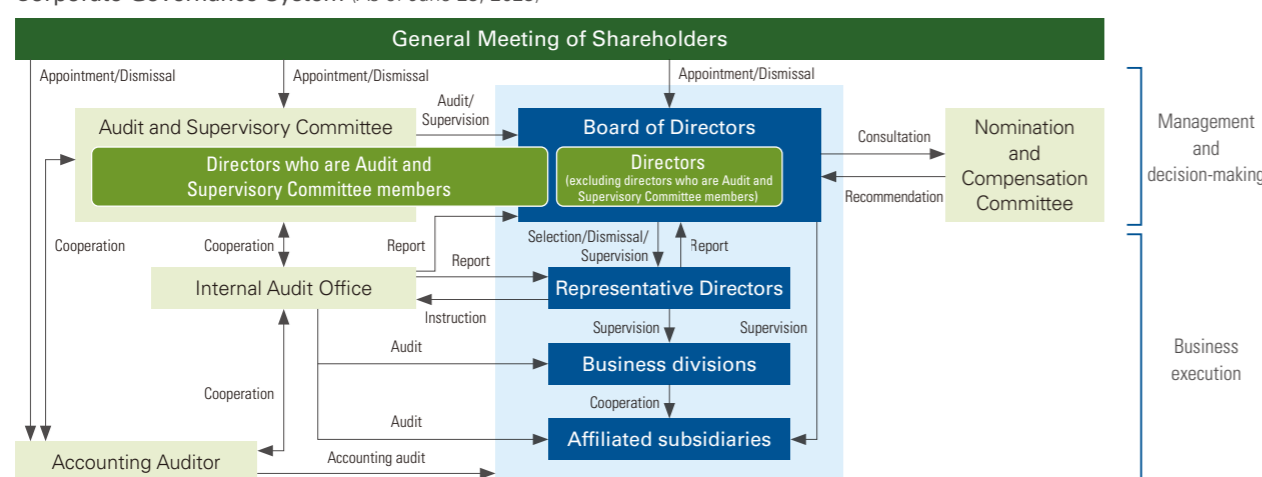 General Meeting of Shareholders
Appointment/Dismissal
Appointment/Dismissal
Appointment/Dismissal
Audit and Supervisory Committee
Audit/
Supervision
Board of Directors
Directors who are Audit and
Supervisory Committee members
Directors
(excluding directors who are Audit and
Supervisory Committee members)
Consultation
Recommendation
Nomination
and
Compensation
Committee
Management
and
decision-making
Cooperation
Cooperation
Report
Report
Selection/Dismissal/
Supervision
Report
Internal Audit Office
Representative Directors
Instruction
Supervision
Supervision
Audit
Business divisions
Business
execution
Cooperation
Cooperation
Audit
Affiliated subsidiaries
Accounting Auditor
Accounting audit